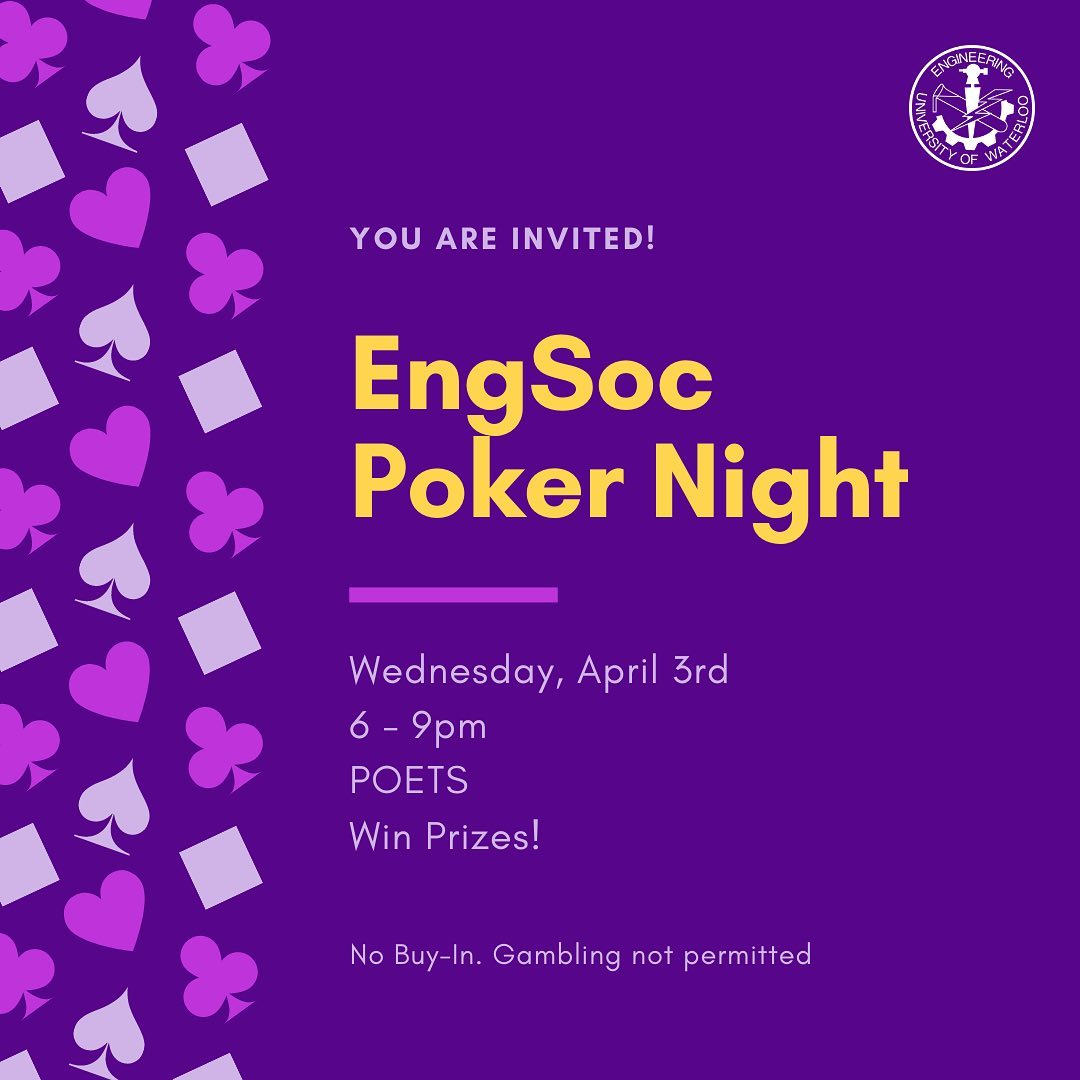 ENGINEERING
UNIVERSITY OF WATERLOO
YOU ARE INVITED!
EngSoc
Poker Night
Wednesday, April 3rd
6 - 9pm
POETS
Win Prizes!
No Buy-In. Gambling not permitted